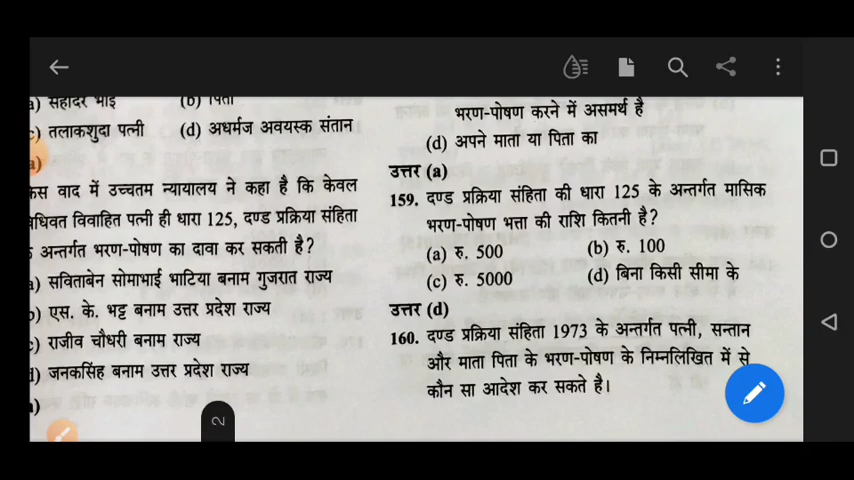 a) सहोदर भाई (b) पिता
c) तलाकशुदा पत्नी (d) अधर्मज अवयस्क संतान
a)
केस वाद में उच्चतम न्यायालय ने कहा है कि केवल
विधिवत विवाहित पत्नी ही धारा 125, दण्ड प्रक्रिया संहिता
के अन्तर्गत भरण-पोषण का दावा कर सकती है?
a) सविताबेन सोमाभाई भाटिया बनाम गुजरात राज्य
b) एस. के. भट्ट बनाम उत्तर प्रदेश राज्य
c) राजीव चौधरी बनाम राज्य
d) जनकसिंह बनाम उत्तर प्रदेश राज्य
a)
भरण-पोषण करने में असमर्थ है
(d) अपने माता या पिता का
उत्तर (a)
159. दण्ड प्रक्रिया संहिता की धारा 125 के अन्तर्गत मासिक
भरण-पोषण भत्ता की राशि कितनी है?
(a) रु. 500 (b) रु. 100
(c) रु. 5000 (d) बिना किसी सीमा के
उत्तर (d)
160. दण्ड प्रक्रिया संहिता 1973 के अन्तर्गत पत्नी, सन्तान
और माता पिता के भरण-पोषण के निम्नलिखित में से
कौन सा आदेश कर सकते है।
2